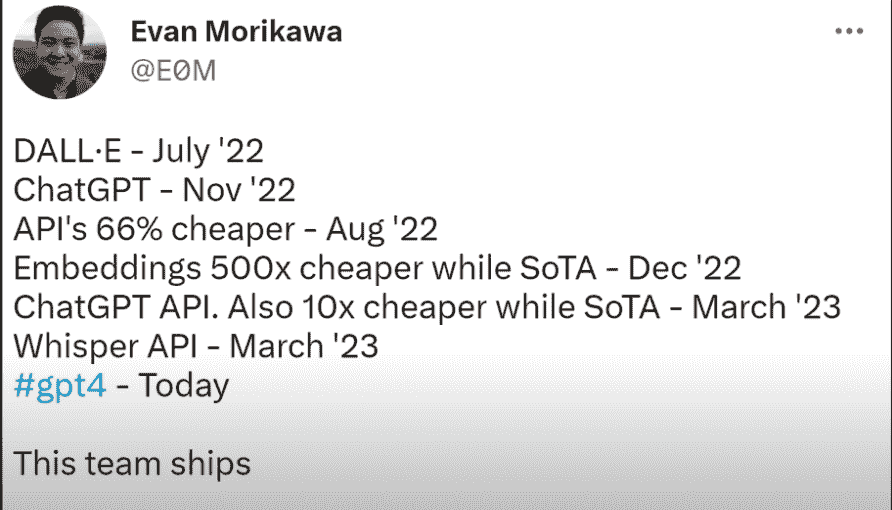 Evan Morikawa
@E0M
DALL·E - July '22
ChatGPT - Nov '22
API's 66% cheaper - Aug '22
Embeddings 500x cheaper while SoTA - Dec '22
ChatGPT API. Also 10x cheaper while SoTA - March '23
Whisper API - March '23
#gpt4 - Today
This team ships